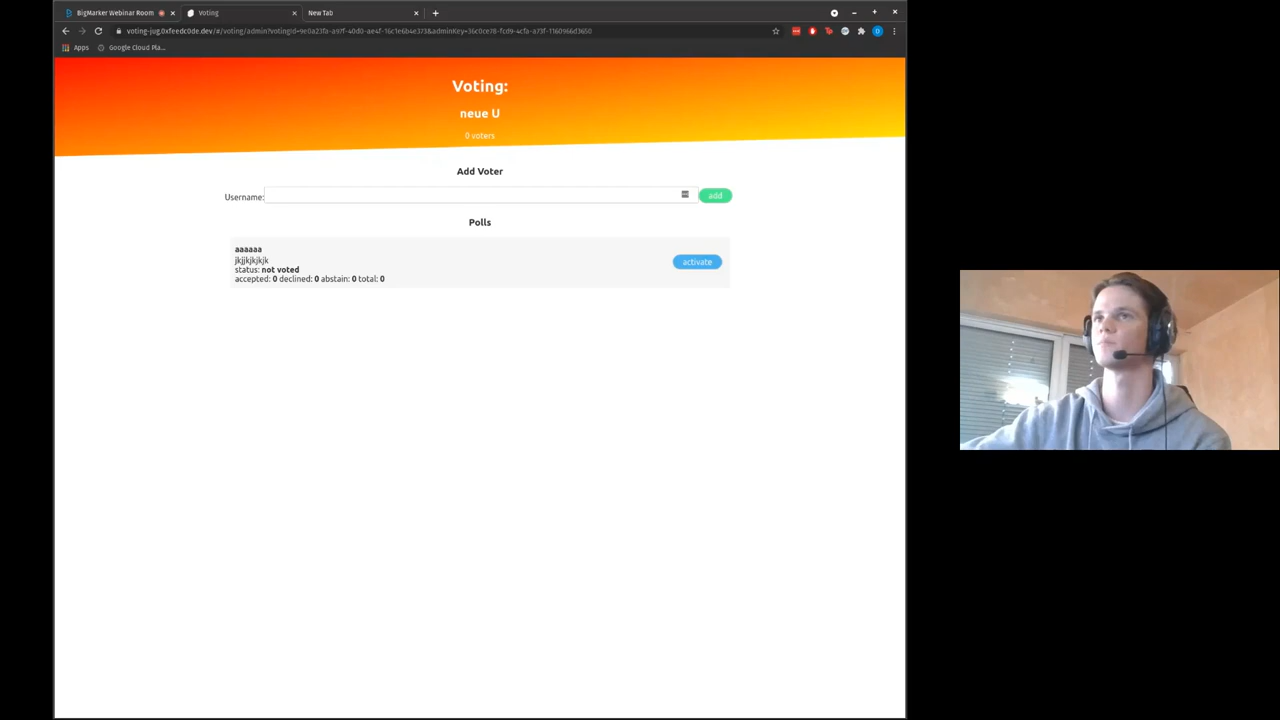 BigMarker Webinar Room
Voting
New Tab
Apps
Google Cloud Pla...
Voting:
neue U
0 voters
Add Voter
Username:
add
Polls
aaaaaa
jkjjkjkjkjk
activate
status: not voted
accepted: 0 declined: 0 abstain: 0 total: 0